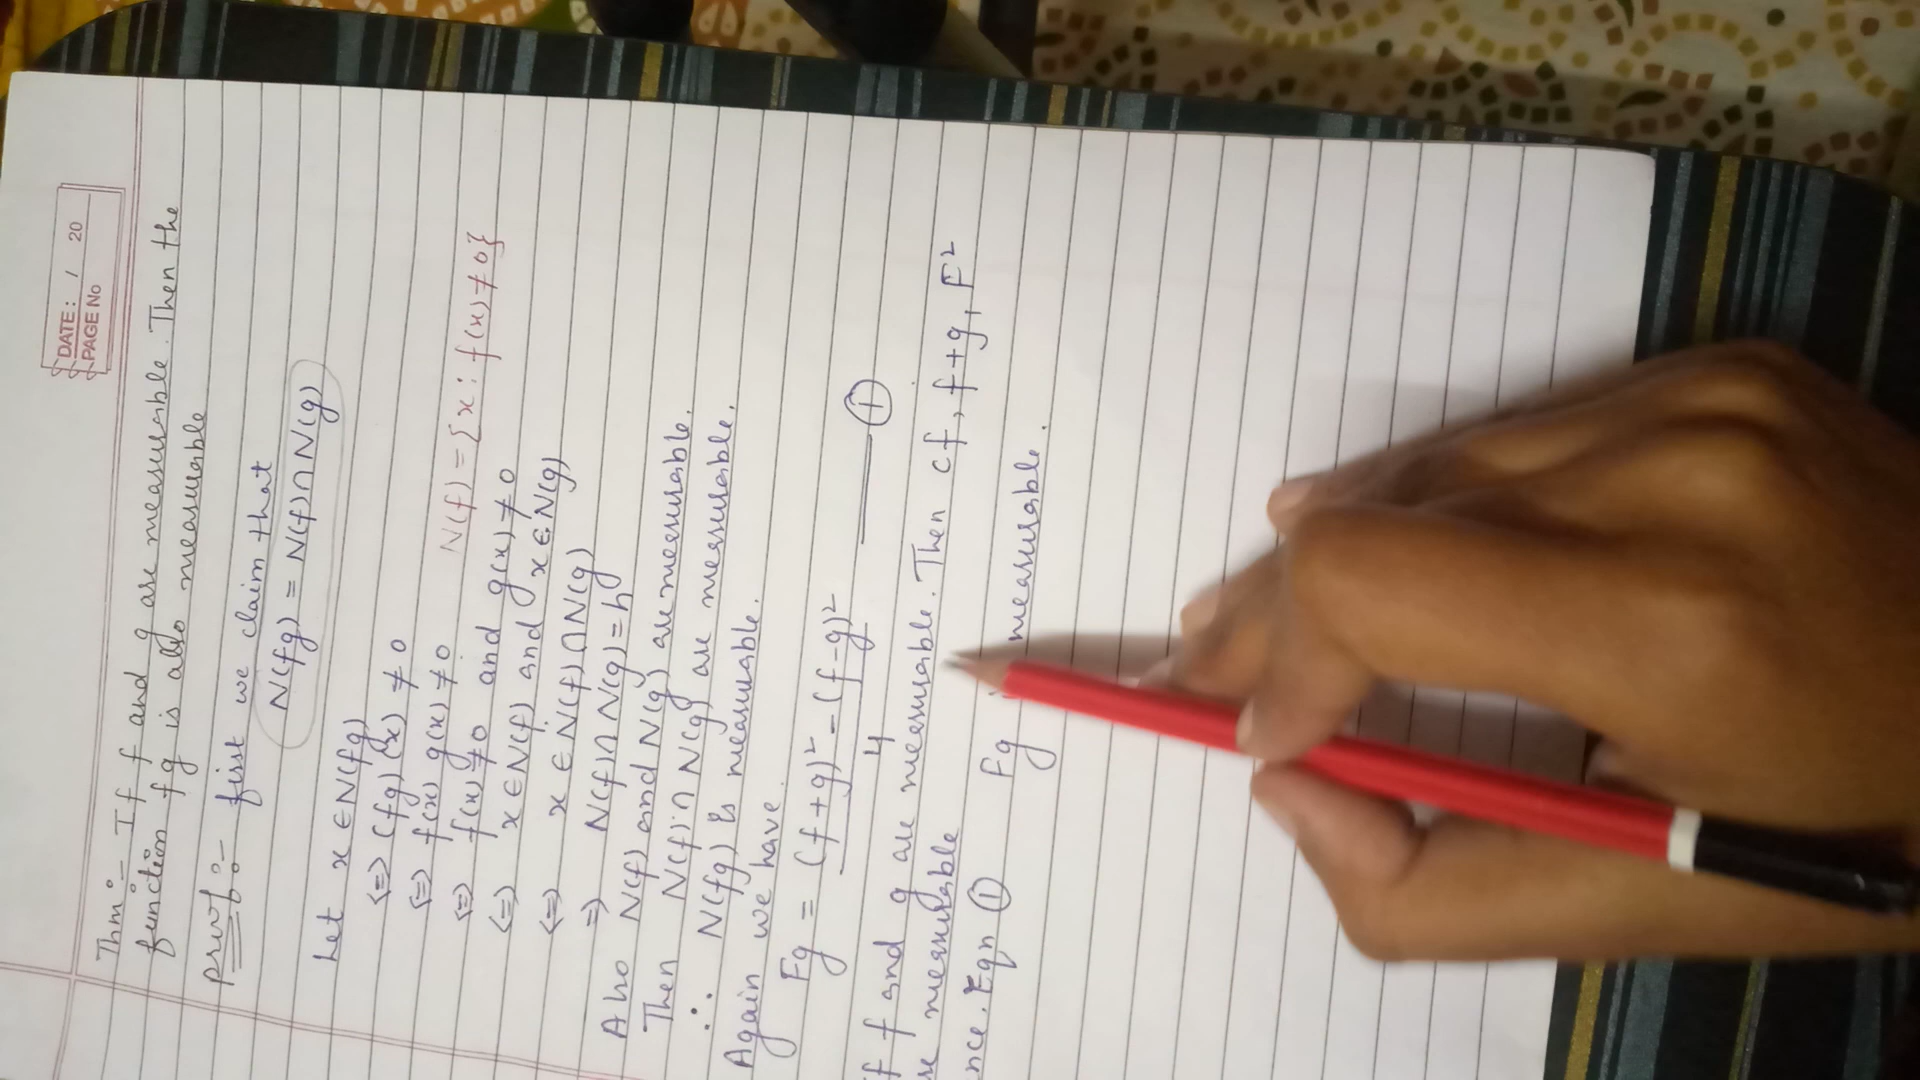 DATE: / 20
PAGE No
Thm:- If f and g are measurable. Then the
function fg is also measurable
proof:- first we claim that
N(fg) = N(f)∩N(g)
Let x ∈ N(fg)
<=> (fg)(x) ≠ 0
<=> f(x) g(x) ≠ 0
N(f) = {x : f(x) ≠ 0}
<=> f(x) ≠ 0 and g(x) ≠ 0
<=> x ∈ N(f) and x ∈ N(g)
<=> x ∈ N(f) ∩ N(g)
=> N(f) ∩ N(g) =
Also N(f) and N(g) are measurable.
Then N(f) ∩ N(g) are measurable.
∴ N(fg) is measurable.
Again we have
Fg = (f+g)² - (f-g)² / 4 — ①
If f and g are measurable. Then cf, f+g, F²
measurable
Eqn ① Fg measurable.